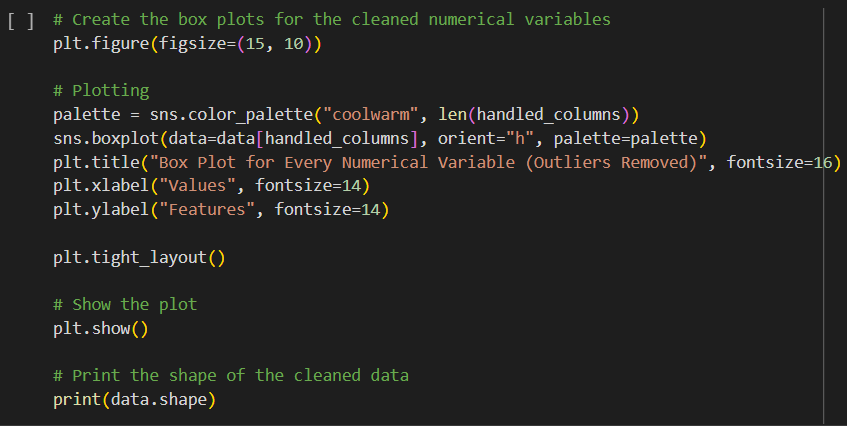 [ ] # Create the box plots for the cleaned numerical variables
plt.figure(figsize=(15, 10))
# Plotting
palette = sns.color_palette("coolwarm", len(handled_columns))
sns.boxplot(data=data[handled_columns], orient="h", palette=palette)
plt.title("Box Plot for Every Numerical Variable (Outliers Removed)", fontsize=16)
plt.xlabel("Values", fontsize=14)
plt.ylabel("Features", fontsize=14)
plt.tight_layout()
# Show the plot
plt.show()
# Print the shape of the cleaned data
print(data.shape)